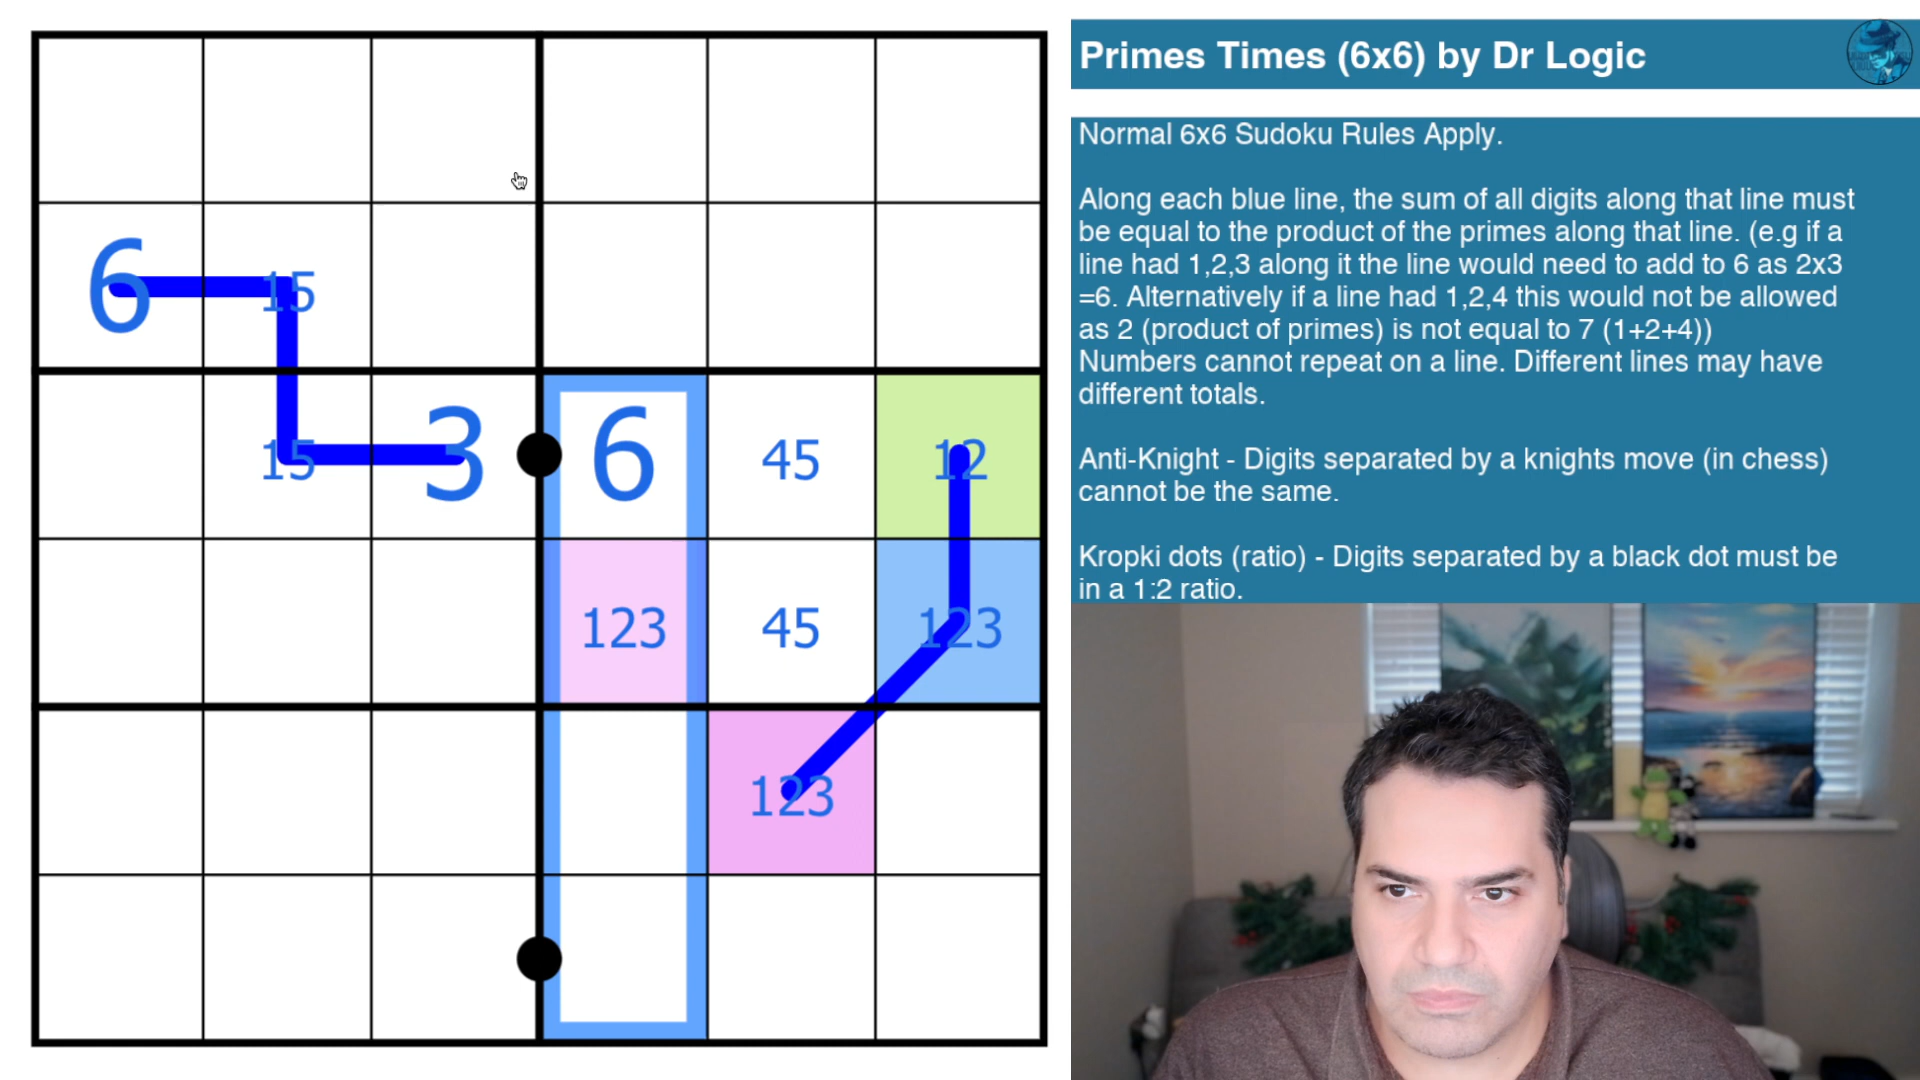 Primes Times (6x6) by Dr Logic
Normal 6x6 Sudoku Rules Apply.
Along each blue line, the sum of all digits along that line must
be equal to the product of the primes along that line. (e.g if a
line had 1,2,3 along it the line would need to add to 6 as 2x3
=6. Alternatively if a line had 1,2,4 this would not be allowed
as 2 (product of primes) is not equal to 7 (1+2+4))
Numbers cannot repeat on a line. Different lines may have
different totals.
Anti-Knight - Digits separated by a knights move (in chess)
cannot be the same.
Kropki dots (ratio) - Digits separated by a black dot must be
in a 1:2 ratio.
6 15
15 3 6 45 12
123 45 123
123